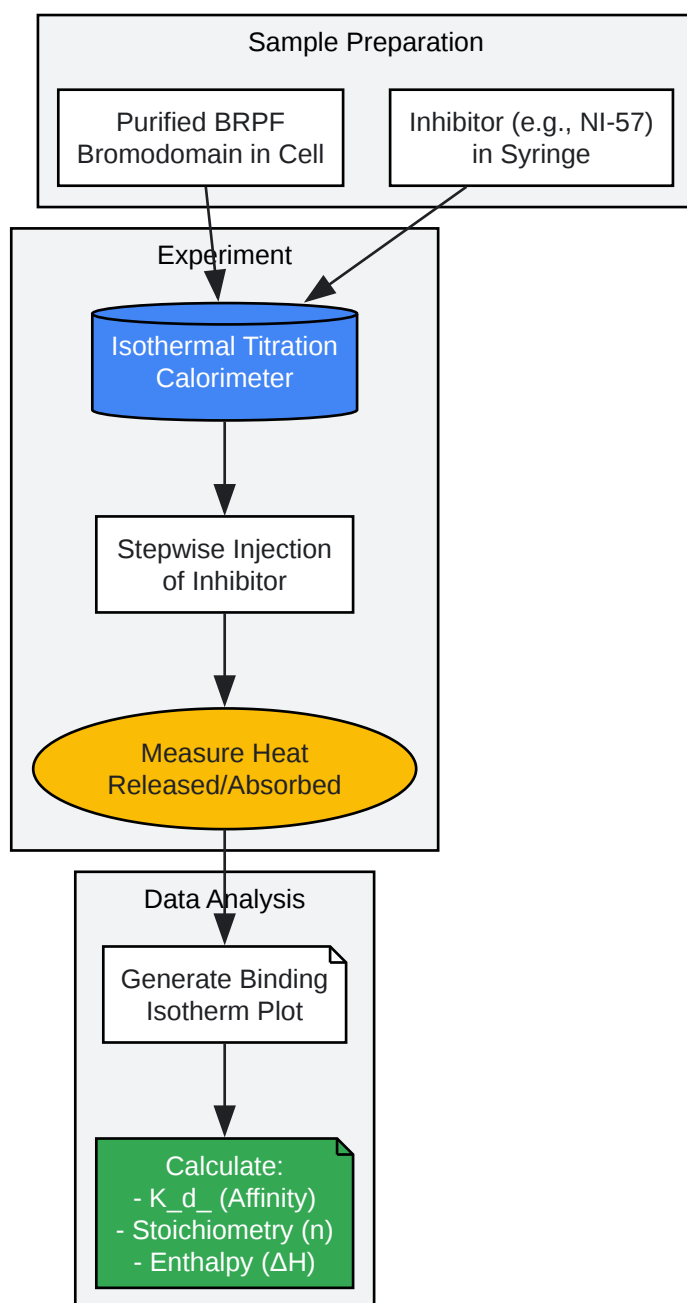 Sample Preparation
Purified BRPF
Bromodomain in Cell
Inhibitor (e.g., NI-57)
in Syringe
Experiment
Isothermal Titration
Calorimeter
Stepwise Injection
of Inhibitor
Measure Heat
Released/Absorbed
Data Analysis
Generate Binding
Isotherm Plot
Calculate:
- K_d_ (Affinity)
- Stoichiometry (n)
- Enthalpy (ΔH)